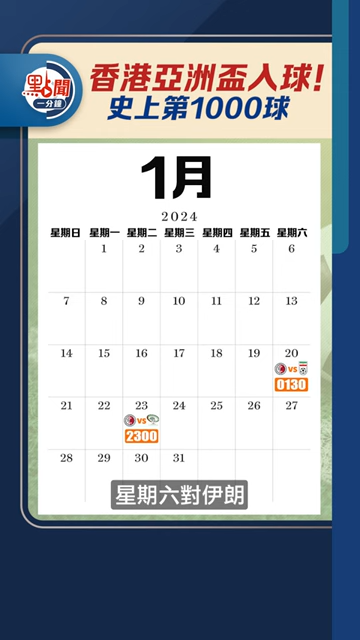 點聞
一分鐘
香港亞洲盃入球!
史上第1000球
1月
2024
星期日 星期一 星期二 星期三 星期四 星期五 星期六
1 2 3 4 5 6
7 8 9 10 11 12 13
14 15 16 17 18 19 20
VS
0130
21 22 23 24 25 26 27
VS
2300
28 29 30 31
星期六對伊朗